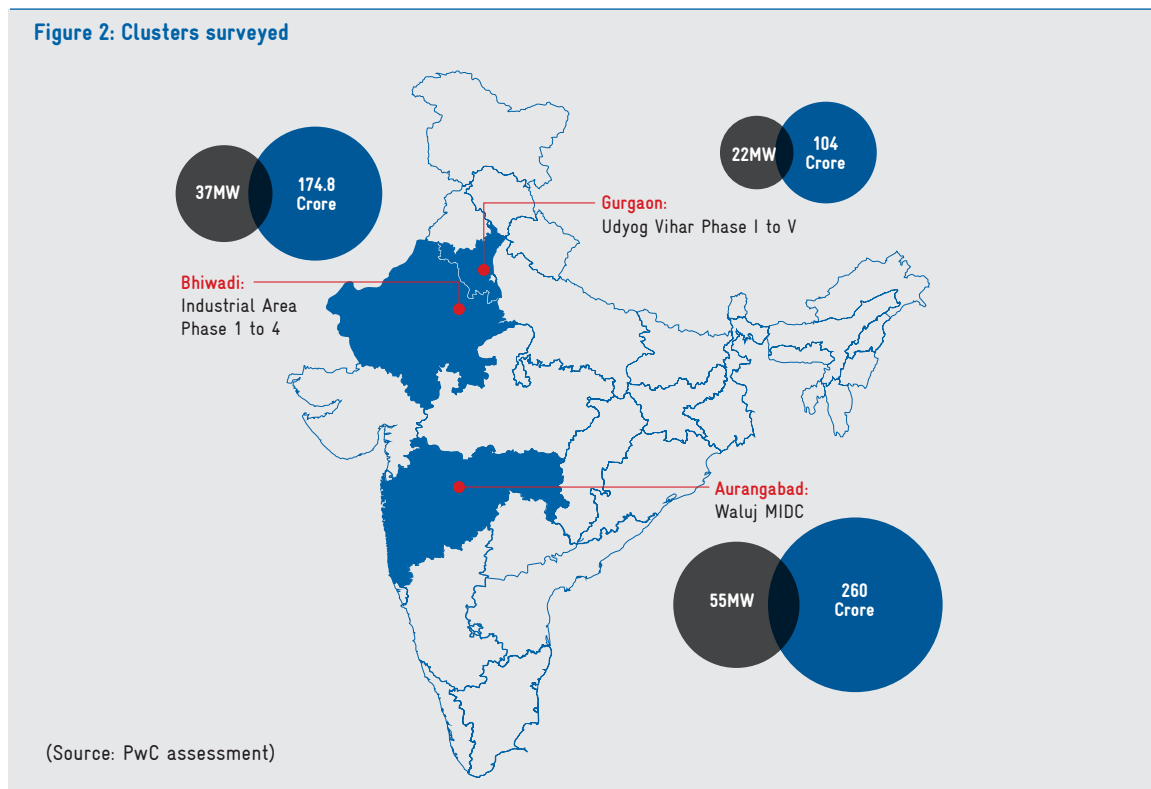 Figure 2: Clusters surveyed
37MW
174.8
Crore
22MW
104
Crore
Gurgaon:
Udyog Vihar Phase I to V
Bhiwadi:
Industrial Area
Phase 1 to 4
Aurangabad:
Waluj MIDC
55MW
260
Crore
(Source: PwC assessment)